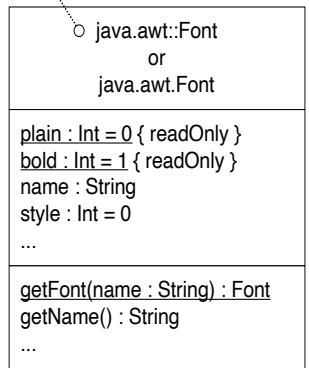 java.awt::Font
or
java.awt.Font
plain : Int = 0 { readOnly }
bold : Int = 1 { readOnly }
name : String
style : Int = 0
...
getFont(name : String) : Font
getName() : String
...